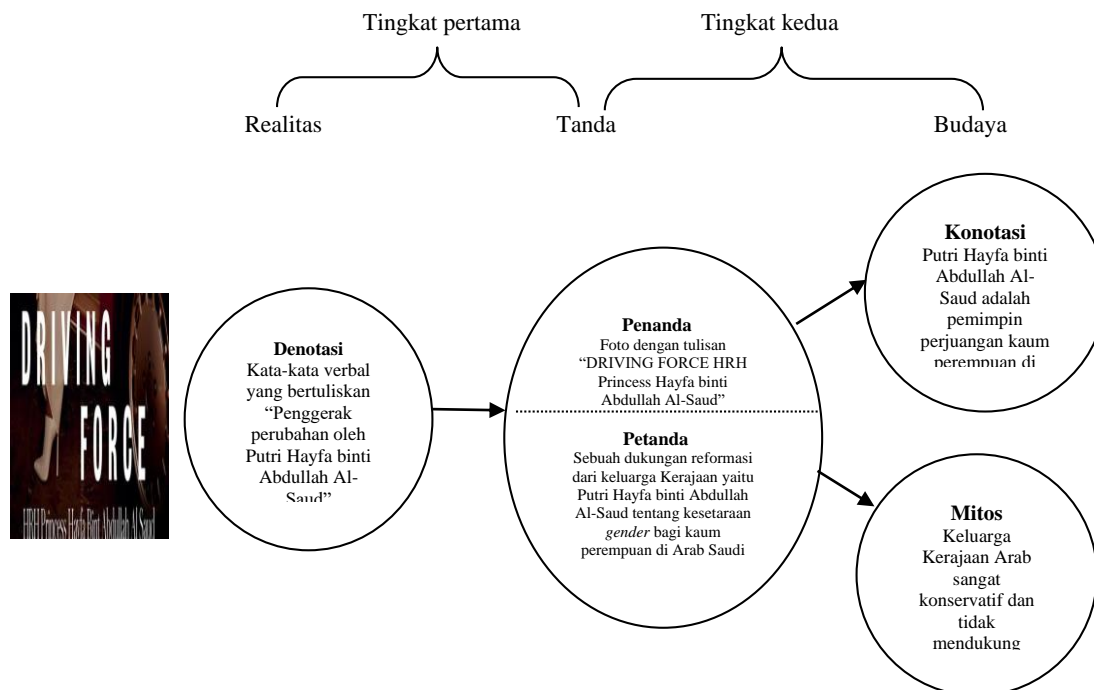 Tingkat pertama
Tingkat kedua
Realitas
Tanda
Budaya
DRIVING
FORCE
HRH Princess Hayfa Bint Abdullah Al Saud
Denotasi
Kata-kata verbal
yang bertuliskan
“Penggerak
perubahan oleh
Putri Hayfa binti
Abdullah Al-
Saud”
Penanda
Foto dengan tulisan
“DRIVING FORCE HRH
Princess Hayfa binti
Abdullah Al-Saud”
Petanda
Sebuah dukungan reformasi
dari keluarga Kerajaan yaitu
Putri Hayfa binti Abdullah
Al-Saud tentang kesetaraan
gender bagi kaum
perempuan di Arab Saudi
Konotasi
Putri Hayfa binti
Abdullah Al-
Saud adalah
pemimpin
perjuangan kaum
perempuan di
Mitos
Keluarga
Kerajaan Arab
sangat
konservatif dan
tidak
mendukung